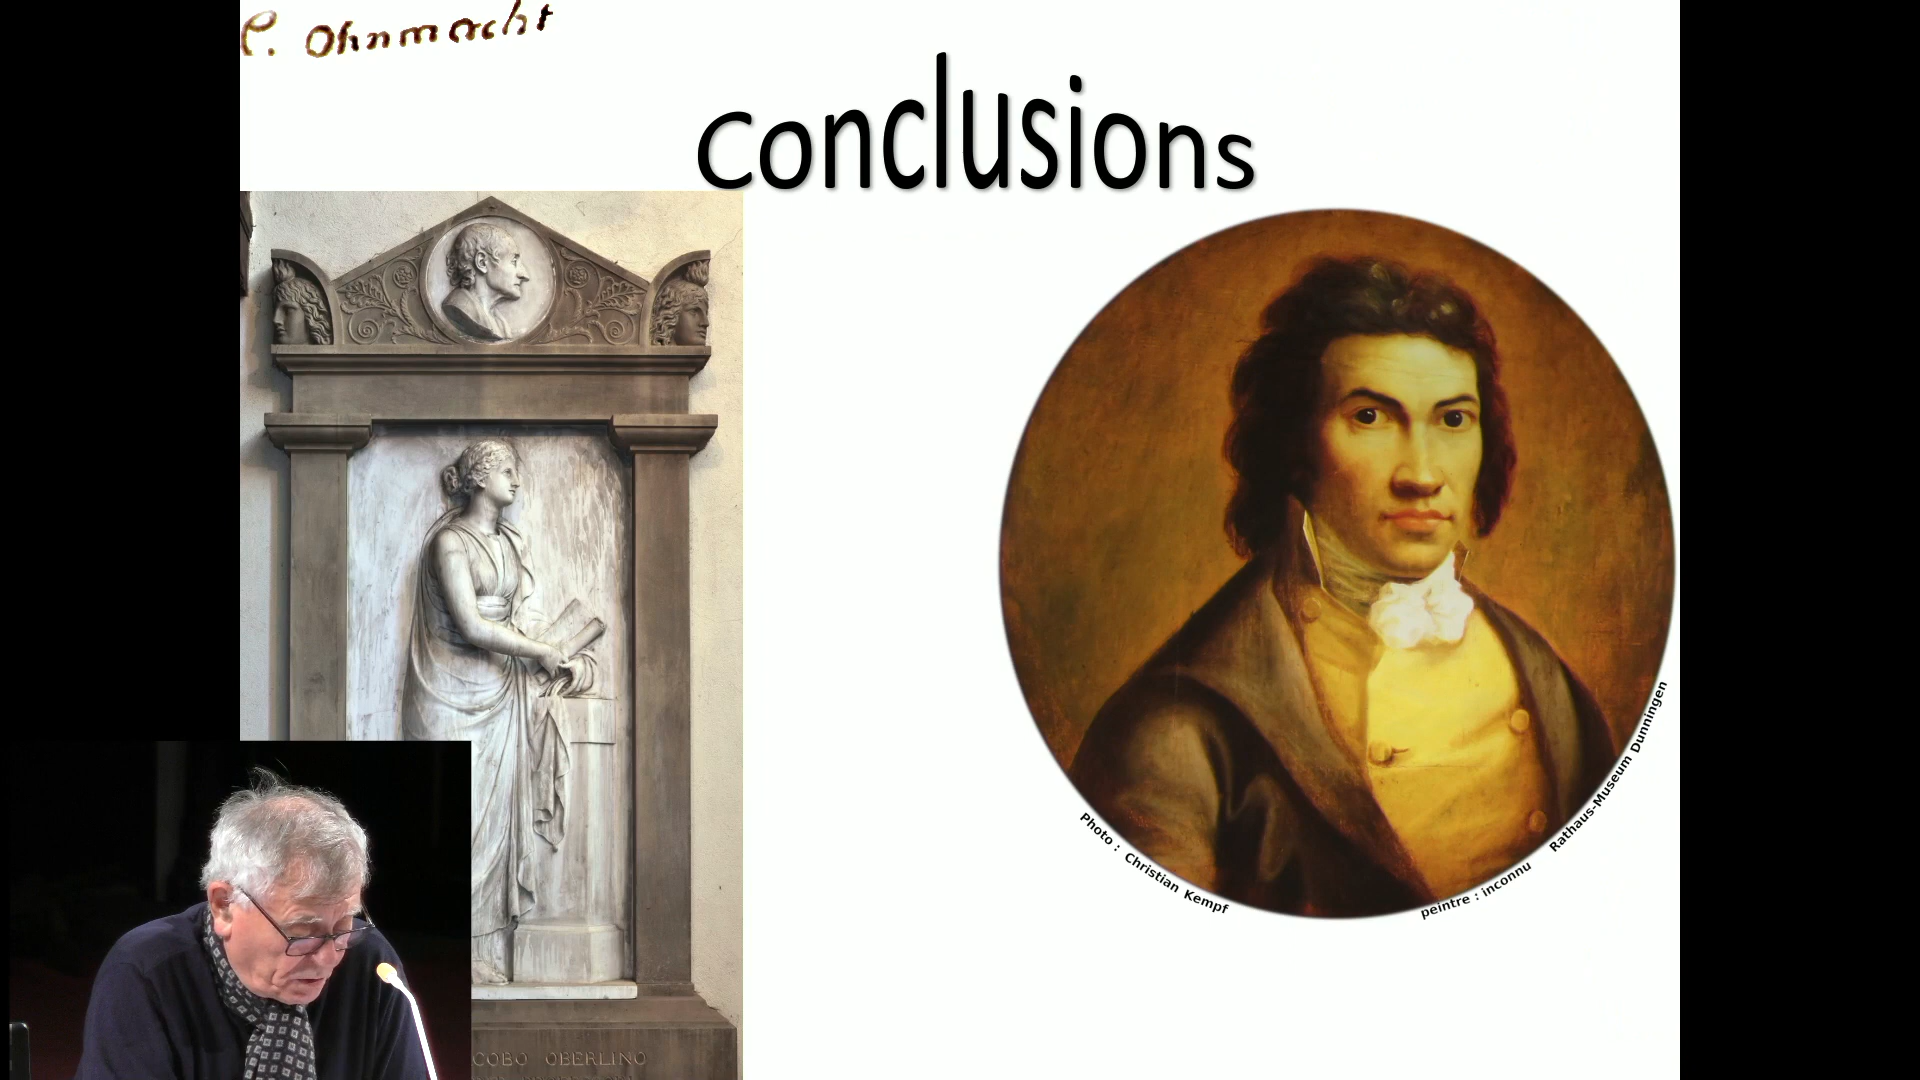 C. Ohnmacht
Conclusions
Photo : Christian Kempf
peintre : inconnu
Rathaus-Museum Dunningen
COBO OBERLINO